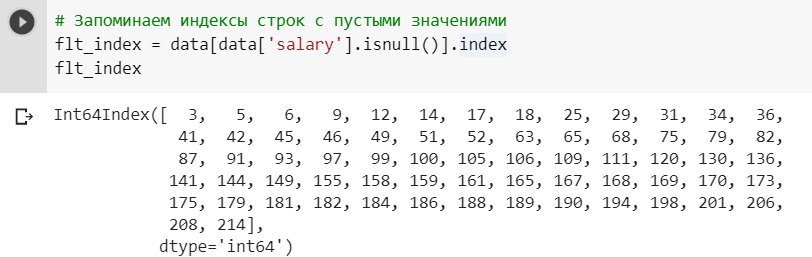 # Запоминаем индексы строк с пустыми значениями
flt_index = data[data['salary'].isnull()].index
flt_index
Int64Index([  3,   5,   6,   9,  12,  14,  17,  18,  25,  29,  31,  34,  36,
             41,  42,  45,  46,  49,  51,  52,  63,  65,  68,  75,  79,  82,
             87,  91,  93,  97,  99, 100, 105, 106, 109, 111, 120, 130, 136,
            141, 144, 149, 155, 158, 159, 161, 165, 167, 168, 169, 170, 173,
            175, 179, 181, 182, 184, 186, 188, 189, 190, 194, 198, 201, 206,
            208, 214],
           dtype='int64')